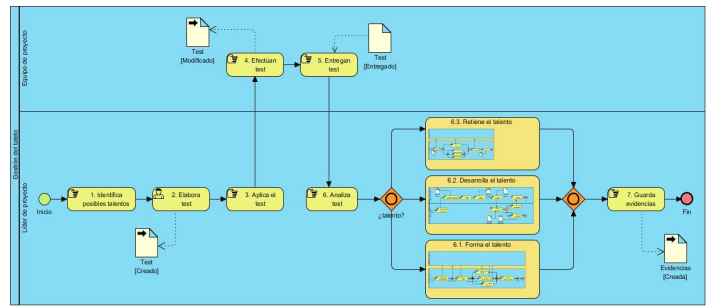 Gestión del taleto
Equipo de proyecto
Test
[Modificado]
4. Efectúan
test
5. Entregan
test
Test
[Entregado]
Líder de proyecto
Inicio
1. Identifica
posibles talentos
2. Elabora
test
Test
[Creado]
3. Aplica el
test
6. Analiza
test
¿talento?
6.3. Retiene el talento
6.2. Desarrolla el talento
6.1. Forma el talento
7. Guarda
evidencias
Evidencias
[Creada]
Fin